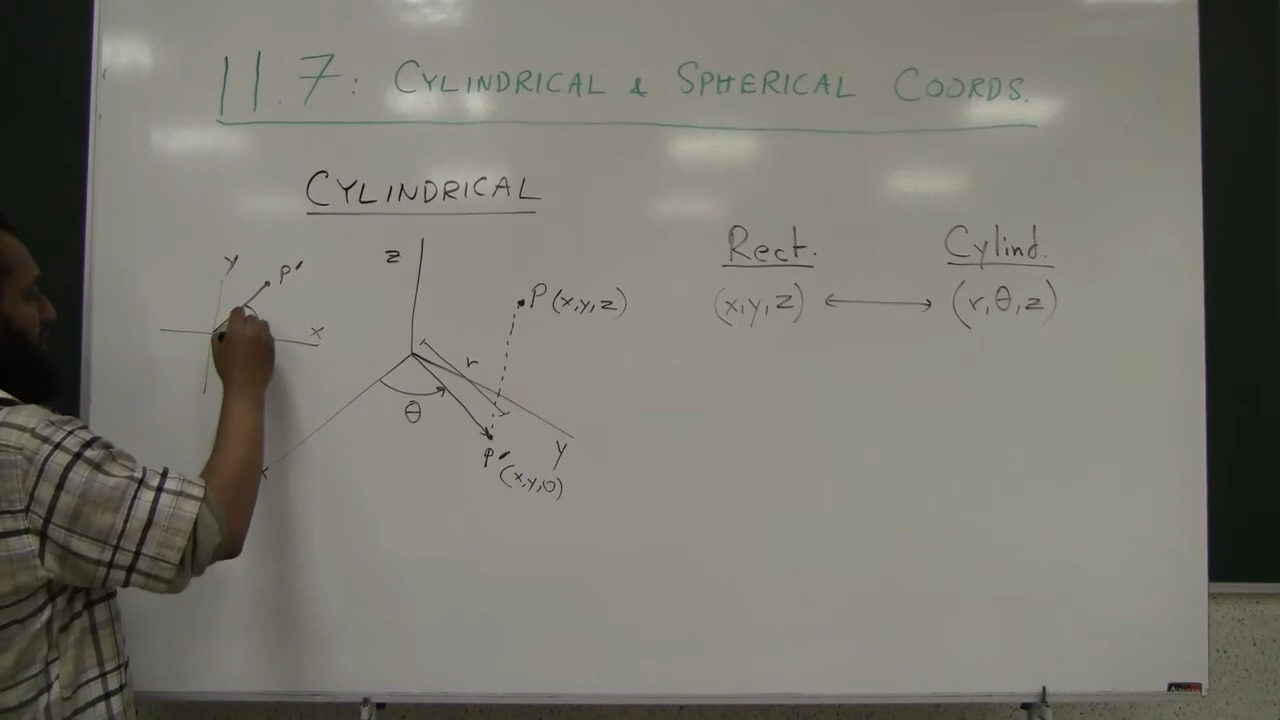 11.7: CYLINDRICAL & SPHERICAL COORDS.
CYLINDRICAL
y
P'
x
z
P(x,y,z)
r
θ
y
P'
(x,y,0)
x
Rect.
Cylind.
(x,y,z) ⟷ (r,θ,z)